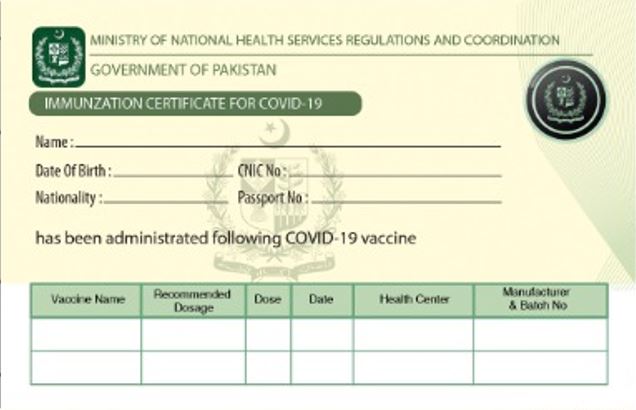 MINISTRY OF NATIONAL HEALTH SERVICES REGULATIONS AND COORDINATION
GOVERNMENT OF PAKISTAN
IMMUNZATION CERTIFICATE FOR COVID-19
Name :
Date Of Birth : CNIC No :
Nationality : Passport No :
has been administrated following COVID-19 vaccine
Vaccine Name Recommended Dosage Dose Date Health Center Manufacturer & Batch No